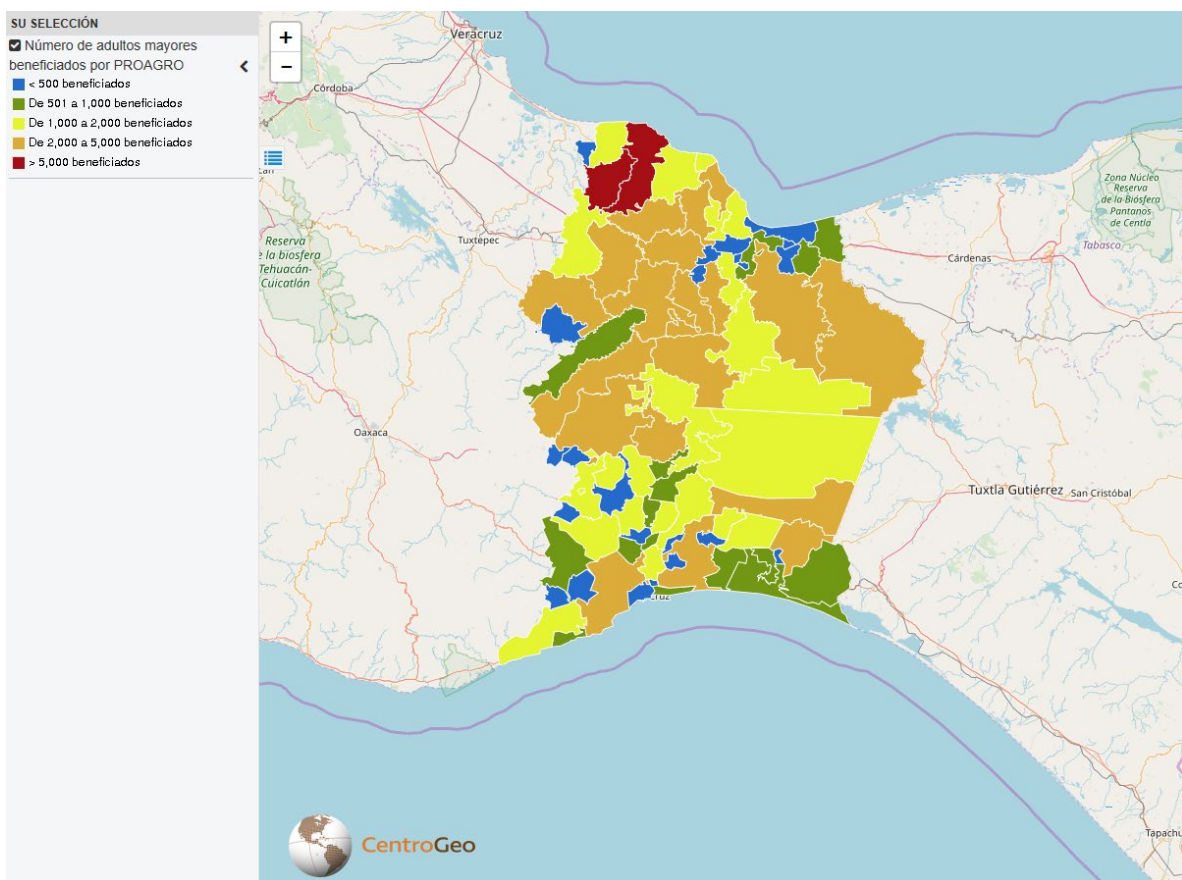 SU SELECCIÓN
Número de adultos mayores
beneficiados por PROAGRO
< 500 beneficiados
De 501 a 1,000 beneficiados
De 1,000 a 2,000 beneficiados
De 2,000 a 5,000 beneficiados
> 5,000 beneficiados
+
−
Veracruz
Córdoba
Zona Núcleo
Reserva
de la Biósfera
Pantanos
de Centla
Tabasco
Cárdenas
Tuxtepec
Reserva
la biosfera
Tehuacán-
Cuicatlán
Oaxaca
Tuxtla Gutiérrez
San Cristóbal
Cruz
Tapachu
CentroGeo